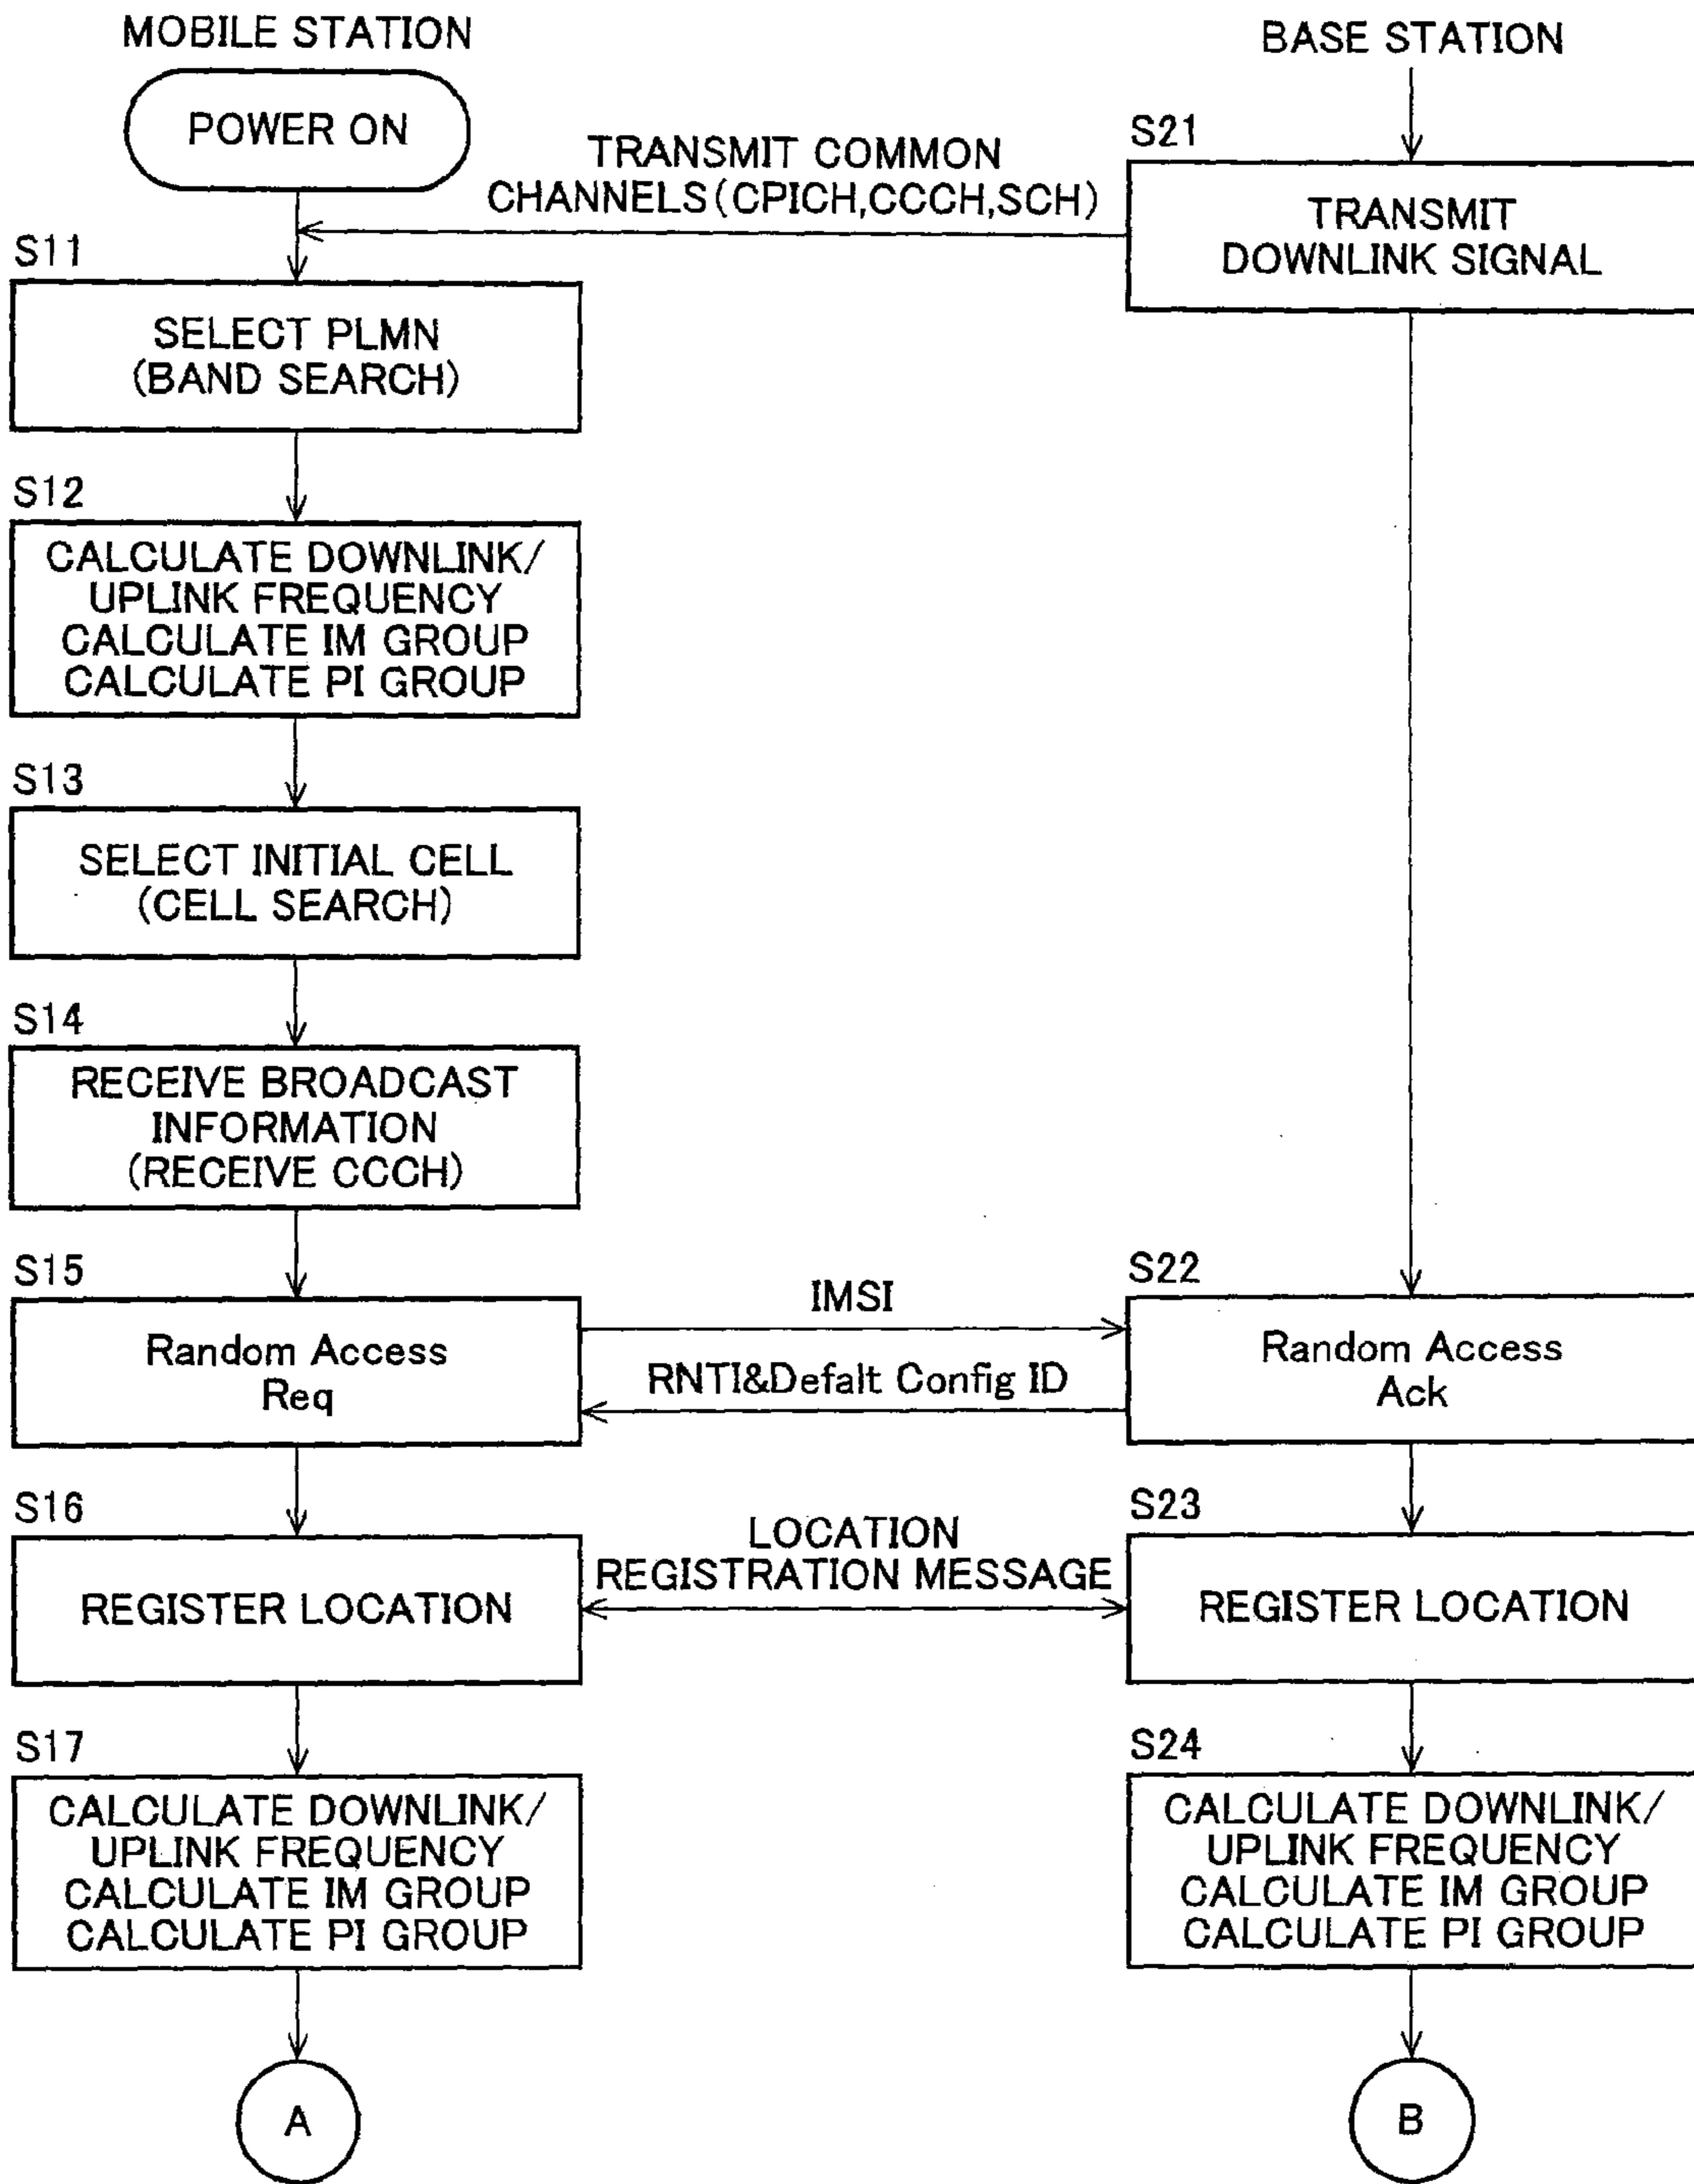 MOBILE STATION
BASE STATION
POWER ON
TRANSMIT COMMON
CHANNELS(CPICH,CCCH,SCH)
S21
TRANSMIT
DOWNLINK SIGNAL
S11
SELECT PLMN
(BAND SEARCH)
S12
CALCULATE DOWNLINK/
UPLINK FREQUENCY
CALCULATE IM GROUP
CALCULATE PI GROUP
S13
SELECT INITIAL CELL
(CELL SEARCH)
S14
RECEIVE BROADCAST
INFORMATION
(RECEIVE CCCH)
S15
Random Access
Req
IMSI
RNTI&Defalt Config ID
S22
Random Access
Ack
S16
REGISTER LOCATION
LOCATION
REGISTRATION MESSAGE
S23
REGISTER LOCATION
S17
CALCULATE DOWNLINK/
UPLINK FREQUENCY
CALCULATE IM GROUP
CALCULATE PI GROUP
S24
CALCULATE DOWNLINK/
UPLINK FREQUENCY
CALCULATE IM GROUP
CALCULATE PI GROUP
A
B